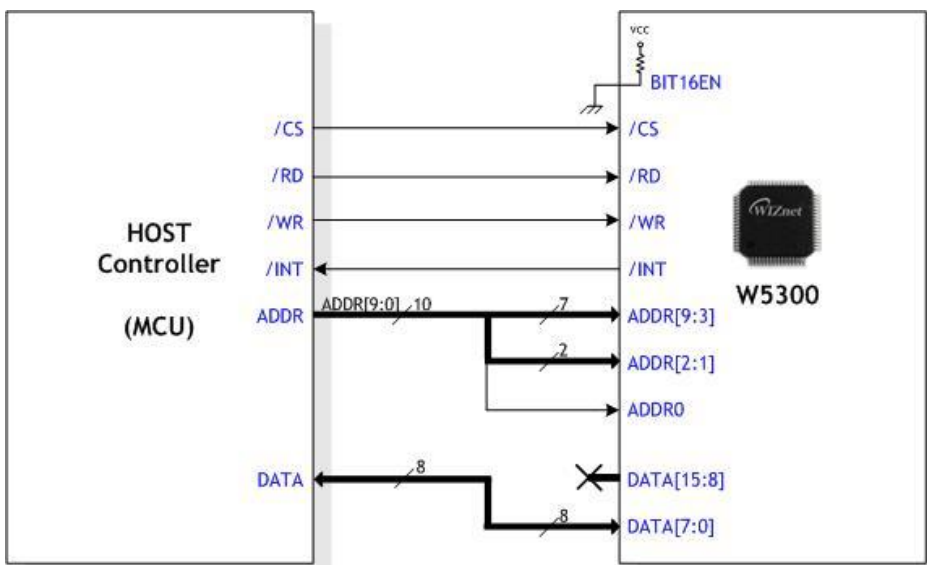 vcc
BIT16EN
/CS
/CS
/RD
/RD
/WR
/WR
HOST
Controller
(MCU)
/INT
/INT
WIZnet
W5300
ADDR
ADDR[9:0]
10
7
ADDR[9:3]
2
ADDR[2:1]
ADDR0
DATA
8
DATA[15:8]
8
DATA[7:0]